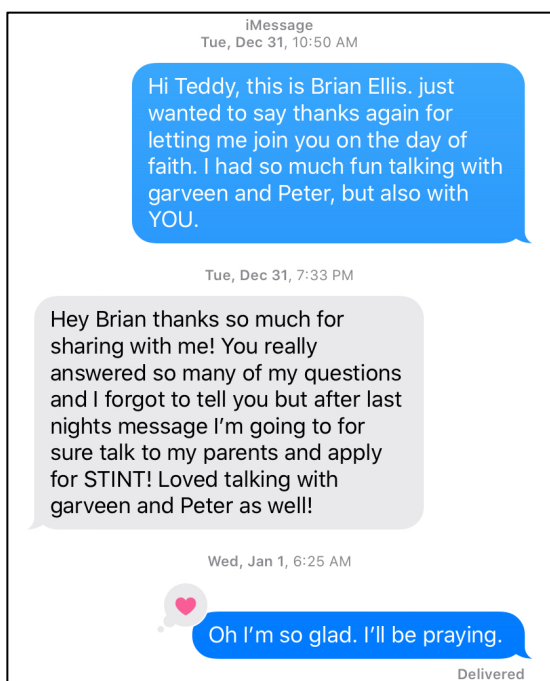 iMessage
Tue, Dec 31, 10:50 AM
Hi Teddy, this is Brian Ellis. just
wanted to say thanks again for
letting me join you on the day of
faith. I had so much fun talking with
garveen and Peter, but also with
YOU.
Tue, Dec 31, 7:33 PM
Hey Brian thanks so much for
sharing with me! You really
answered so many of my questions
and I forgot to tell you but after last
nights message I’m going to for
sure talk to my parents and apply
for STINT! Loved talking with
garveen and Peter as well!
Wed, Jan 1, 6:25 AM
Oh I’m so glad. I’ll be praying.
Delivered